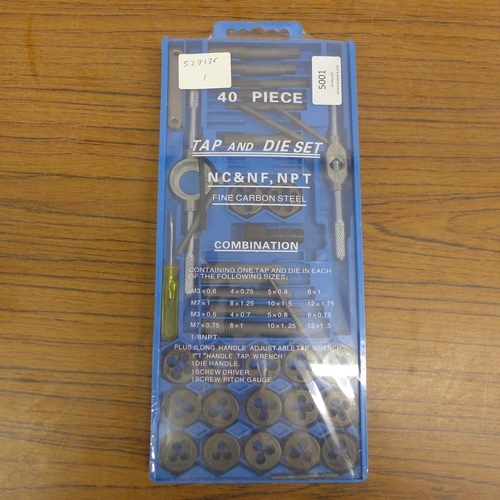 527136
1
5001
40 PIECE
TAP AND DIE SET
NC&NF,NPT
FINE CARBON STEEL
COMBINATION
CONTAINING ONE TAP AND DIE IN EACH
OF THE FOLLOWING SIZES:
M3×0.6 4×0.75 5×0.9 6×1
M7×1 8×1.25 10×1.5 12×1.75
M3×0.5 4×0.7 5×0.8 6×0.75
M7×0.75 8×1 10×1.25 12×1.5
1/8NPT
PLUS /LONG HANDLE ADJUSTABLE TAP WRENCH
1"T"HANDLE TAP WRENCH
1DIE HANDLE
1SCREW DRIVER
1SCREW PITCH GAUGE